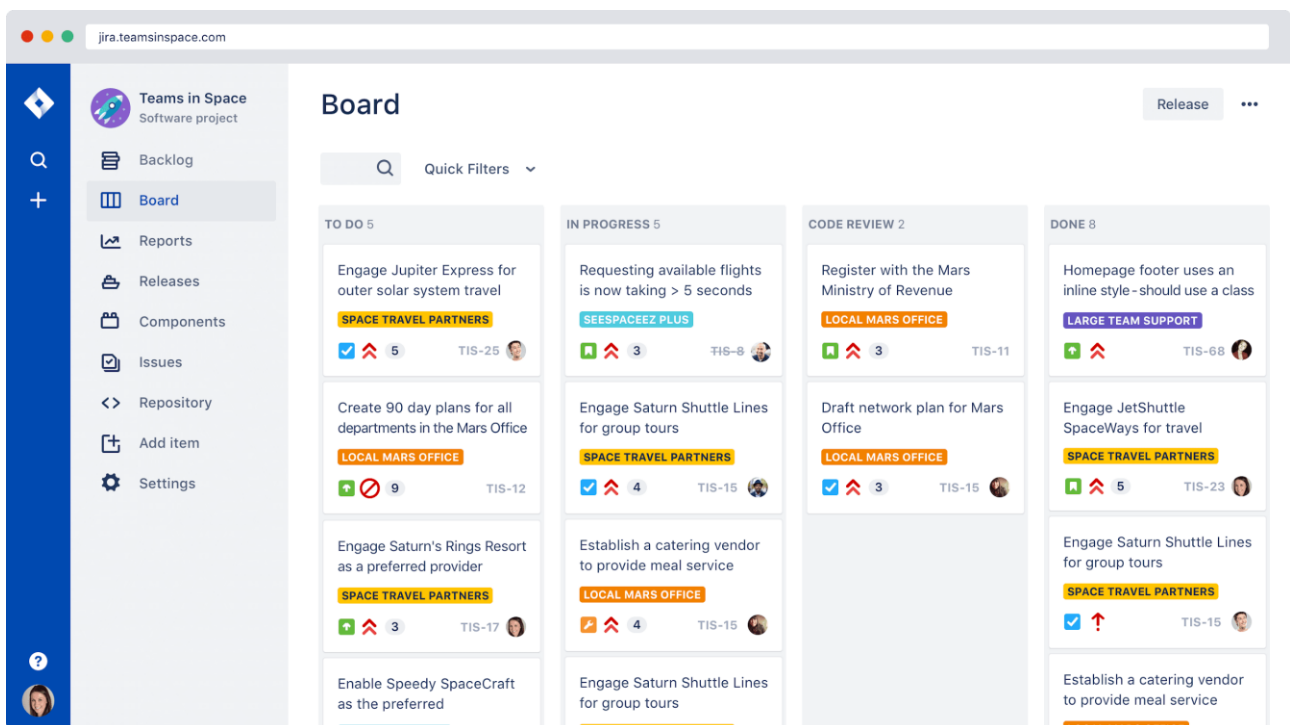 jira.teamsinspace.com
Teams in Space
Software project
Backlog
Board
Reports
Releases
Components
Issues
Repository
Add item
Settings
?
Board
Release
Quick Filters
TO DO 5
Engage Jupiter Express for
outer solar system travel
SPACE TRAVEL PARTNERS
5
TIS-25
Create 90 day plans for all
departments in the Mars Office
LOCAL MARS OFFICE
9
TIS-12
Engage Saturn's Rings Resort
as a preferred provider
SPACE TRAVEL PARTNERS
3
TIS-17
Enable Speedy SpaceCraft
as the preferred
IN PROGRESS 5
Requesting available flights
is now taking > 5 seconds
SEESPACEEZ PLUS
3
TIS-8
Engage Saturn Shuttle Lines
for group tours
SPACE TRAVEL PARTNERS
4
TIS-15
Establish a catering vendor
to provide meal service
LOCAL MARS OFFICE
4
TIS-15
Engage Saturn Shuttle Lines
for group tours
CODE REVIEW 2
Register with the Mars
Ministry of Revenue
LOCAL MARS OFFICE
3
TIS-11
Draft network plan for Mars
Office
LOCAL MARS OFFICE
3
TIS-15
DONE 8
Homepage footer uses an
inline style - should use a class
LARGE TEAM SUPPORT
TIS-68
Engage JetShuttle
SpaceWays for travel
SPACE TRAVEL PARTNERS
5
TIS-23
Engage Saturn Shuttle Lines
for group tours
SPACE TRAVEL PARTNERS
TIS-15
Establish a catering vendor
to provide meal service